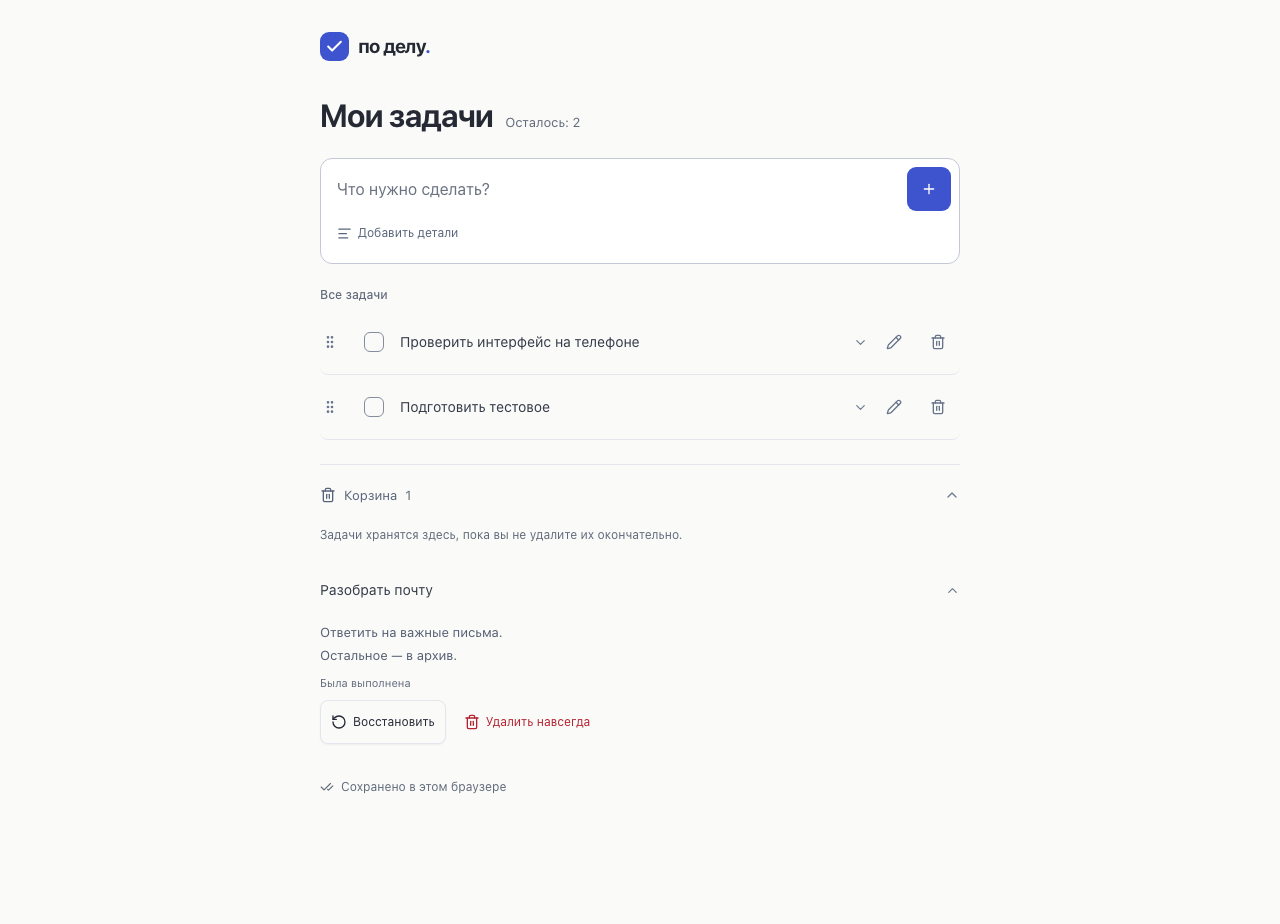 по делу.
Мои задачи Осталось: 2
Что нужно сделать?
Добавить детали
Все задачи
Проверить интерфейс на телефоне
Подготовить тестовое
Корзина 1
Задачи хранятся здесь, пока вы не удалите их окончательно.
Разобрать почту
Ответить на важные письма.
Остальное — в архив.
Была выполнена
Восстановить Удалить навсегда
Сохранено в этом браузере